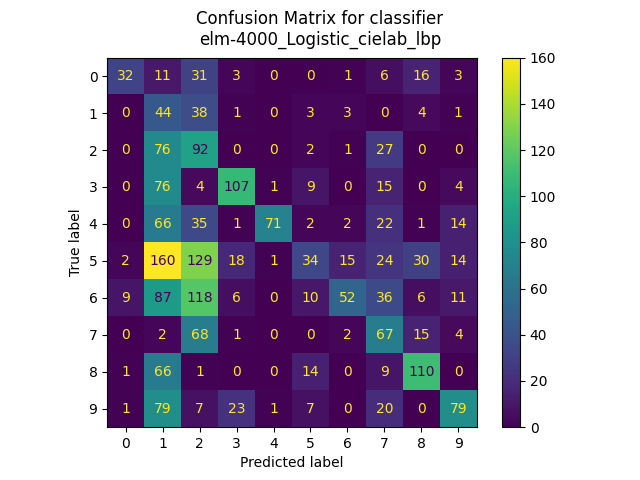 Confusion Matrix for classifier
elm-4000_Logistic_cielab_lbp
0 32 11 31 3 0 0 1 6 16 3
1 0 44 38 1 0 3 3 0 4 1
2 0 76 92 0 0 2 1 27 0 0
3 0 76 4 107 1 9 0 15 0 4
4 0 66 35 1 71 2 2 22 1 14
5 2 160 129 18 1 34 15 24 30 14
6 9 87 118 6 0 10 52 36 6 11
7 0 2 68 1 0 0 2 67 15 4
8 1 66 1 0 0 14 0 9 110 0
9 1 79 7 23 1 7 0 20 0 79
0 1 2 3 4 5 6 7 8 9
Predicted label
True label
160
140
120
100
80
60
40
20
0